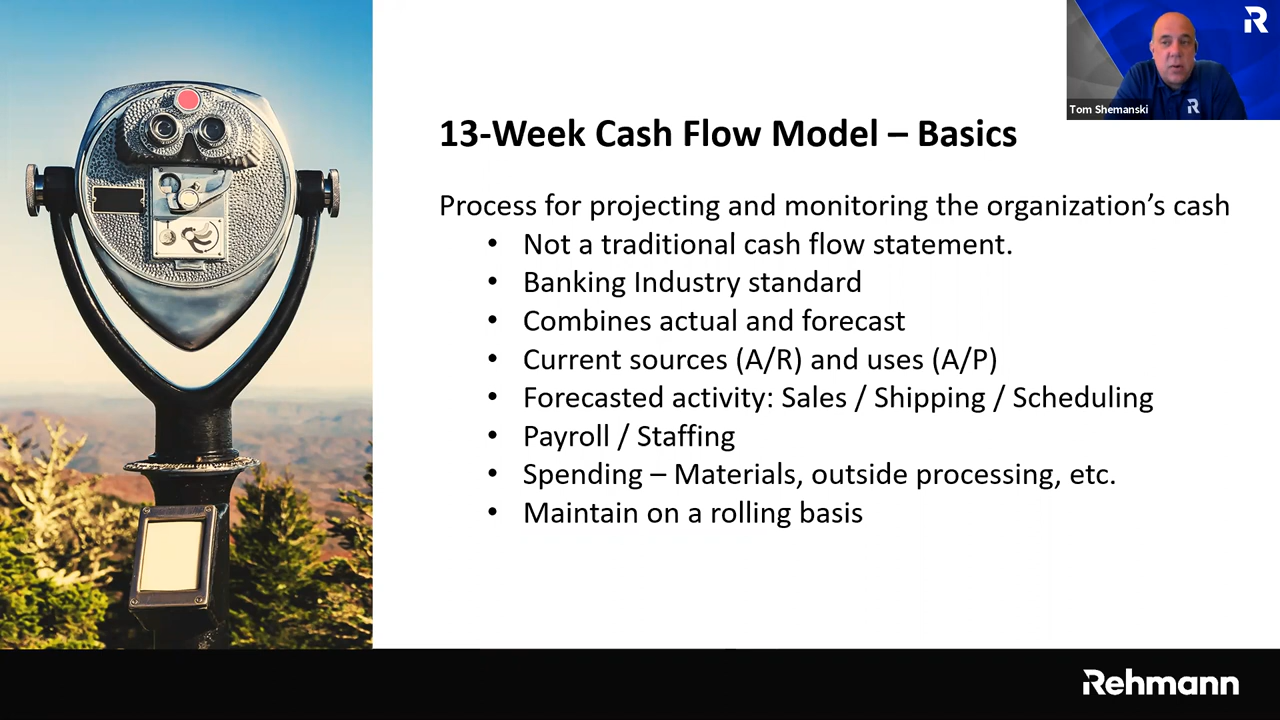 Tom Shemanski
13-Week Cash Flow Model – Basics
Process for projecting and monitoring the organization’s cash
• Not a traditional cash flow statement.
• Banking Industry standard
• Combines actual and forecast
• Current sources (A/R) and uses (A/P)
• Forecasted activity: Sales / Shipping / Scheduling
• Payroll / Staffing
• Spending – Materials, outside processing, etc.
• Maintain on a rolling basis
Rehmann